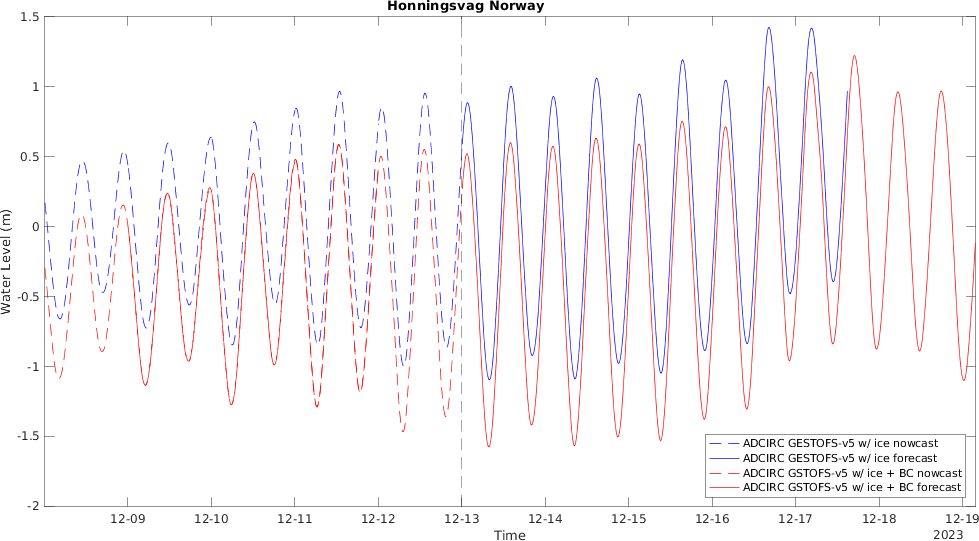 Honningsvag Norway
1.5
1
0.5
0
-0.5
-1
-1.5
-2
Water Level (m)
ADCIRC GESTOFS-v5 w/ ice nowcast
ADCIRC GESTOFS-v5 w/ ice forecast
ADCIRC GSTOFS-v5 w/ ice + BC nowcast
ADCIRC GSTOFS-v5 w/ ice + BC forecast
12-09 12-10 12-11 12-12 12-13 12-14 12-15 12-16 12-17 12-18 12-19
Time
2023